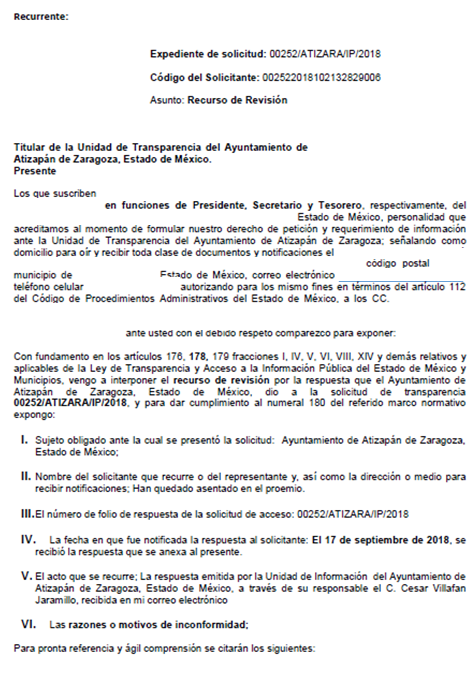 Recurrente:
Expediente de solicitud: 00252/ATIZARA/IP/2018
Código del Solicitante: 002522018102132829006
Asunto: Recurso de Revisión
Titular de la Unidad de Transparencia del Ayuntamiento de
Atizapán de Zaragoza, Estado de México.
Presente
Los que suscriben
en funciones de Presidente, Secretario y Tesorero, respectivamente, del
Estado de México, personalidad que
acreditamos al momento de formular nuestro derecho de petición y requerimiento de información
ante la Unidad de Transparencia del Ayuntamiento de Atizapán de Zaragoza; señalando como
domicilio para oír y recibir toda clase de documentos y notificaciones el
código postal
municipio de Estado de México, correo electrónico
teléfono celular autorizando para los mismo fines en términos del artículo 112
del Código de Procedimientos Administrativos del Estado de México, a los CC.
ante usted con el debido respeto comparezco para exponer:
Con fundamento en los artículos 176, 178, 179 fracciones I, IV, V, VI, VIII, XIV y demás relativos y
aplicables de la Ley de Transparencia y Acceso a la Información Pública del Estado de México y
Municipios, vengo a interponer el recurso de revisión por la respuesta que el Ayuntamiento de
Atizapán de Zaragoza, Estado de México, dio a la solicitud de transparencia
00252/ATIZARA/IP/2018, y para dar cumplimiento al numeral 180 del referido marco normativo
expongo:
I. Sujeto obligado ante la cual se presentó la solicitud: Ayuntamiento de Atizapán de Zaragoza,
Estado de México;
II. Nombre del solicitante que recurre o del representante y, así como la dirección o medio para
recibir notificaciones; Han quedado asentado en el proemio.
III. El número de folio de respuesta de la solicitud de acceso: 00252/ATIZARA/IP/2018
IV. La fecha en que fue notificada la respuesta al solicitante: El 17 de septiembre de 2018, se
recibió la respuesta que se anexa al presente.
V. El acto que se recurre; La respuesta emitida por la Unidad de Información del Ayuntamiento de
Atizapán de Zaragoza, Estado de México, a través de su responsable el C. Cesar Villafan
Jaramillo, recibida en mi correo electrónico
VI. Las razones o motivos de inconformidad;
Para pronta referencia y ágil comprensión se citarán los siguientes: